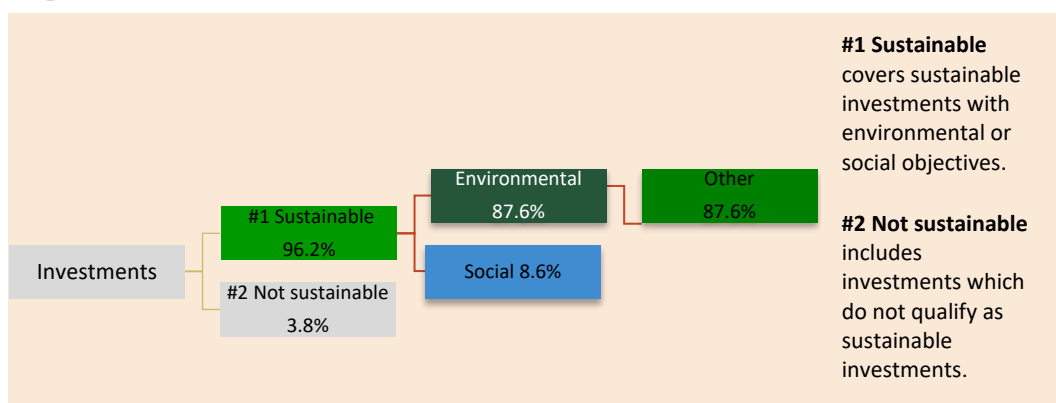 Investments
#1 Sustainable
96.2%
#2 Not sustainable
3.8%
Environmental
87.6%
Social 8.6%
Other
87.6%
#1 Sustainable
covers sustainable
investments with
environmental or
social objectives.
#2 Not sustainable
includes
investments which
do not qualify as
sustainable
investments.